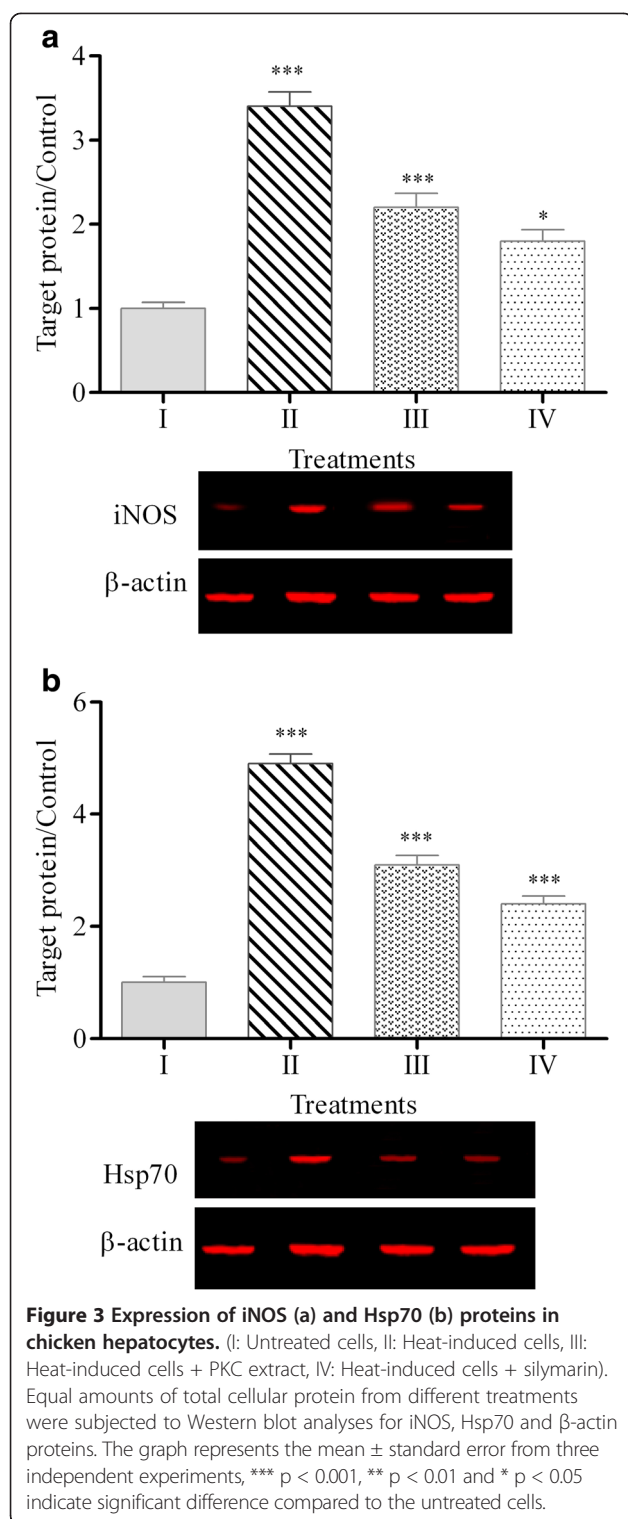 a
4
3
2
1
0
Target protein/Control
***
***
*
I II III IV
Treatments
iNOS
β-actin
b
6
4
2
0
Target protein/Control
***
***
***
I II III IV
Treatments
Hsp70
β-actin
Figure 3 Expression of iNOS (a) and Hsp70 (b) proteins in
chicken hepatocytes. (I: Untreated cells, II: Heat-induced cells, III:
Heat-induced cells + PKC extract, IV: Heat-induced cells + silymarin).
Equal amounts of total cellular protein from different treatments
were subjected to Western blot analyses for iNOS, Hsp70 and β-actin
proteins. The graph represents the mean ± standard error from three
independent experiments, *** p < 0.001, ** p < 0.01 and * p < 0.05
indicate significant difference compared to the untreated cells.